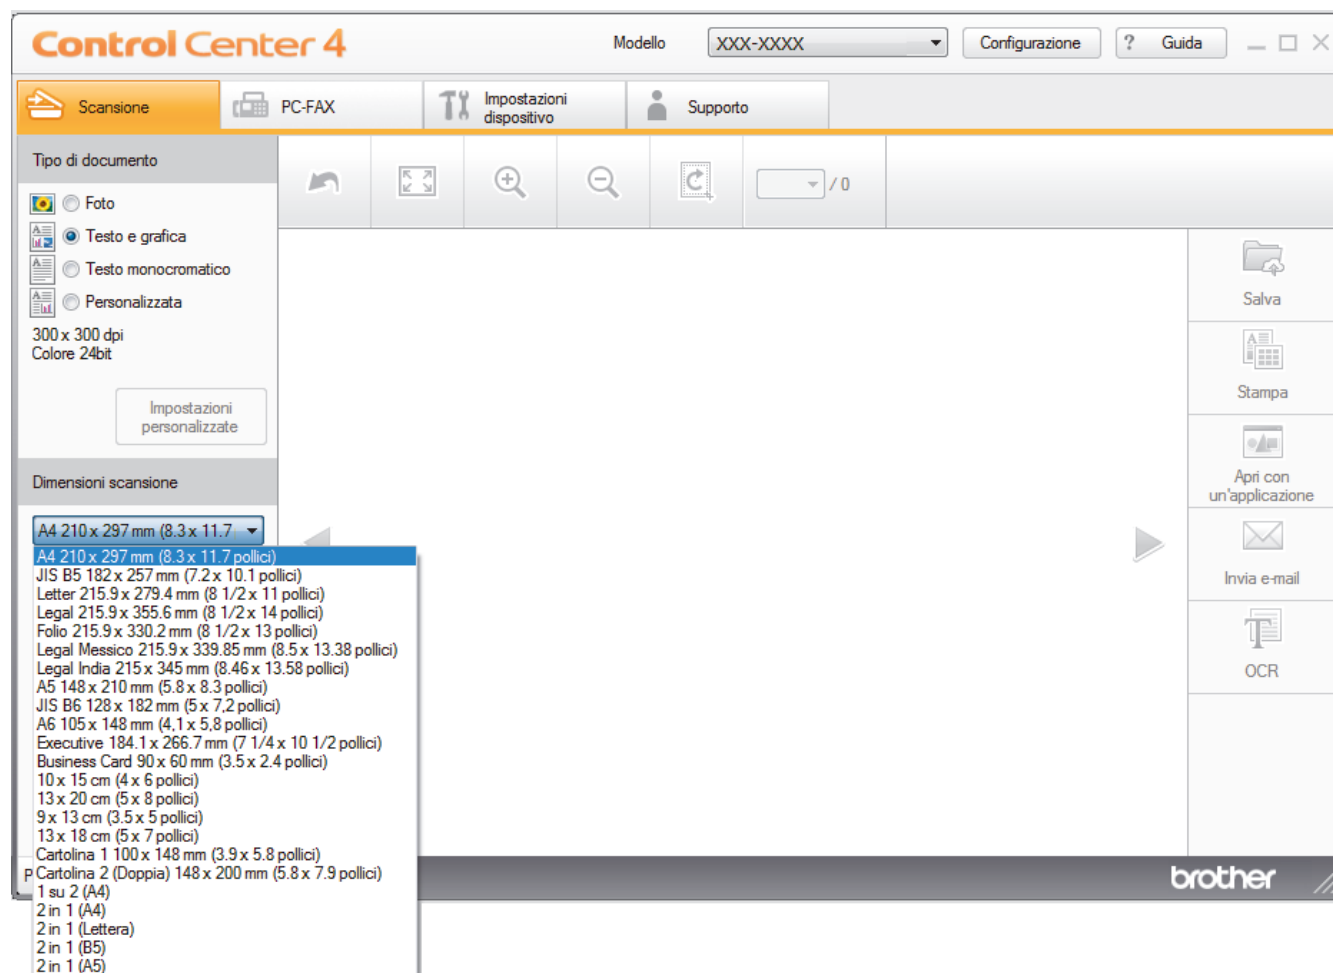 Control Center 4
Modello
XXX-XXXX
Configurazione
? Guida
Scansione
PC-FAX
Impostazioni
dispositivo
Supporto
Tipo di documento
/ 0
Foto
Testo e grafica
Testo monocromatico
Personalizzata
300 x 300 dpi
Colore 24bit
Impostazioni
personalizzate
Dimensioni scansione
A4 210 x 297 mm (8.3 x 11.7
A4 210 x 297 mm (8.3 x 11.7 pollici)
JIS B5 182 x 257 mm (7.2 x 10.1 pollici)
Letter 215.9 x 279.4 mm (8 1/2 x 11 pollici)
Legal 215.9 x 355.6 mm (8 1/2 x 14 pollici)
Folio 215.9 x 330.2 mm (8 1/2 x 13 pollici)
Legal Messico 215.9 x 339.85 mm (8.5 x 13.38 pollici)
Legal India 215 x 345 mm (8.46 x 13.58 pollici)
A5 148 x 210 mm (5.8 x 8.3 pollici)
JIS B6 128 x 182 mm (5 x 7,2 pollici)
A6 105 x 148 mm (4,1 x 5,8 pollici)
Executive 184.1 x 266.7 mm (7 1/4 x 10 1/2 pollici)
Business Card 90 x 60 mm (3.5 x 2.4 pollici)
10 x 15 cm (4 x 6 pollici)
13 x 20 cm (5 x 8 pollici)
9 x 13 cm (3.5 x 5 pollici)
13 x 18 cm (5 x 7 pollici)
Cartolina 1 100 x 148 mm (3.9 x 5.8 pollici)
Cartolina 2 (Doppia) 148 x 200 mm (5.8 x 7.9 pollici)
1 su 2 (A4)
2 in 1 (A4)
2 in 1 (Lettera)
2 in 1 (B5)
2 in 1 (A5)
Salva
Stampa
Apri con
un'applicazione
Invia e-mail
OCR
brother